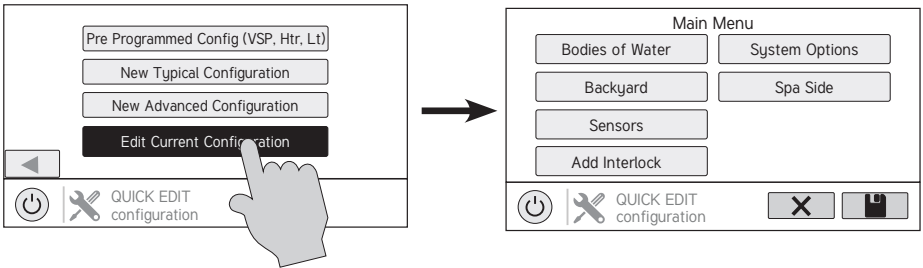 Pre Programmed Config (VSP, Htr, Lt)
New Typical Configuration
New Advanced Configuration
Edit Current Configuration
QUICK EDIT
configuration
Main Menu
Bodies of Water
System Options
Backyard
Spa Side
Sensors
Add Interlock
QUICK EDIT
configuration